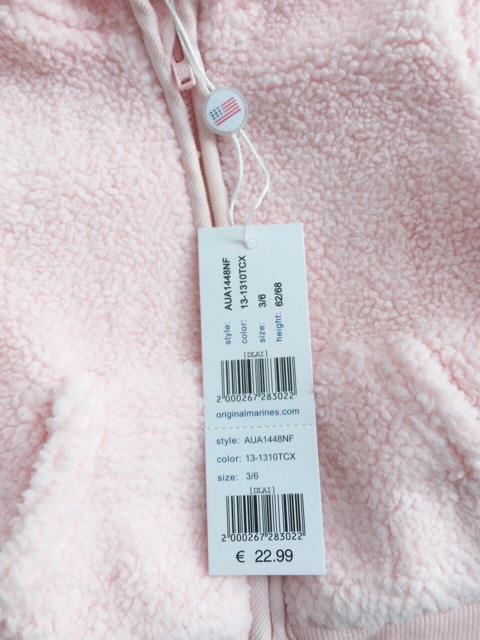 style: AUA1448NF
color: 13-1310TCX
size: 3/6
height: 62/68
[DLAI]
2 000267 283022
originalmarines.com
style: AUA1448NF
color: 13-1310TCX
size: 3/6
[DLAI]
2 000267 283022
€ 22.99